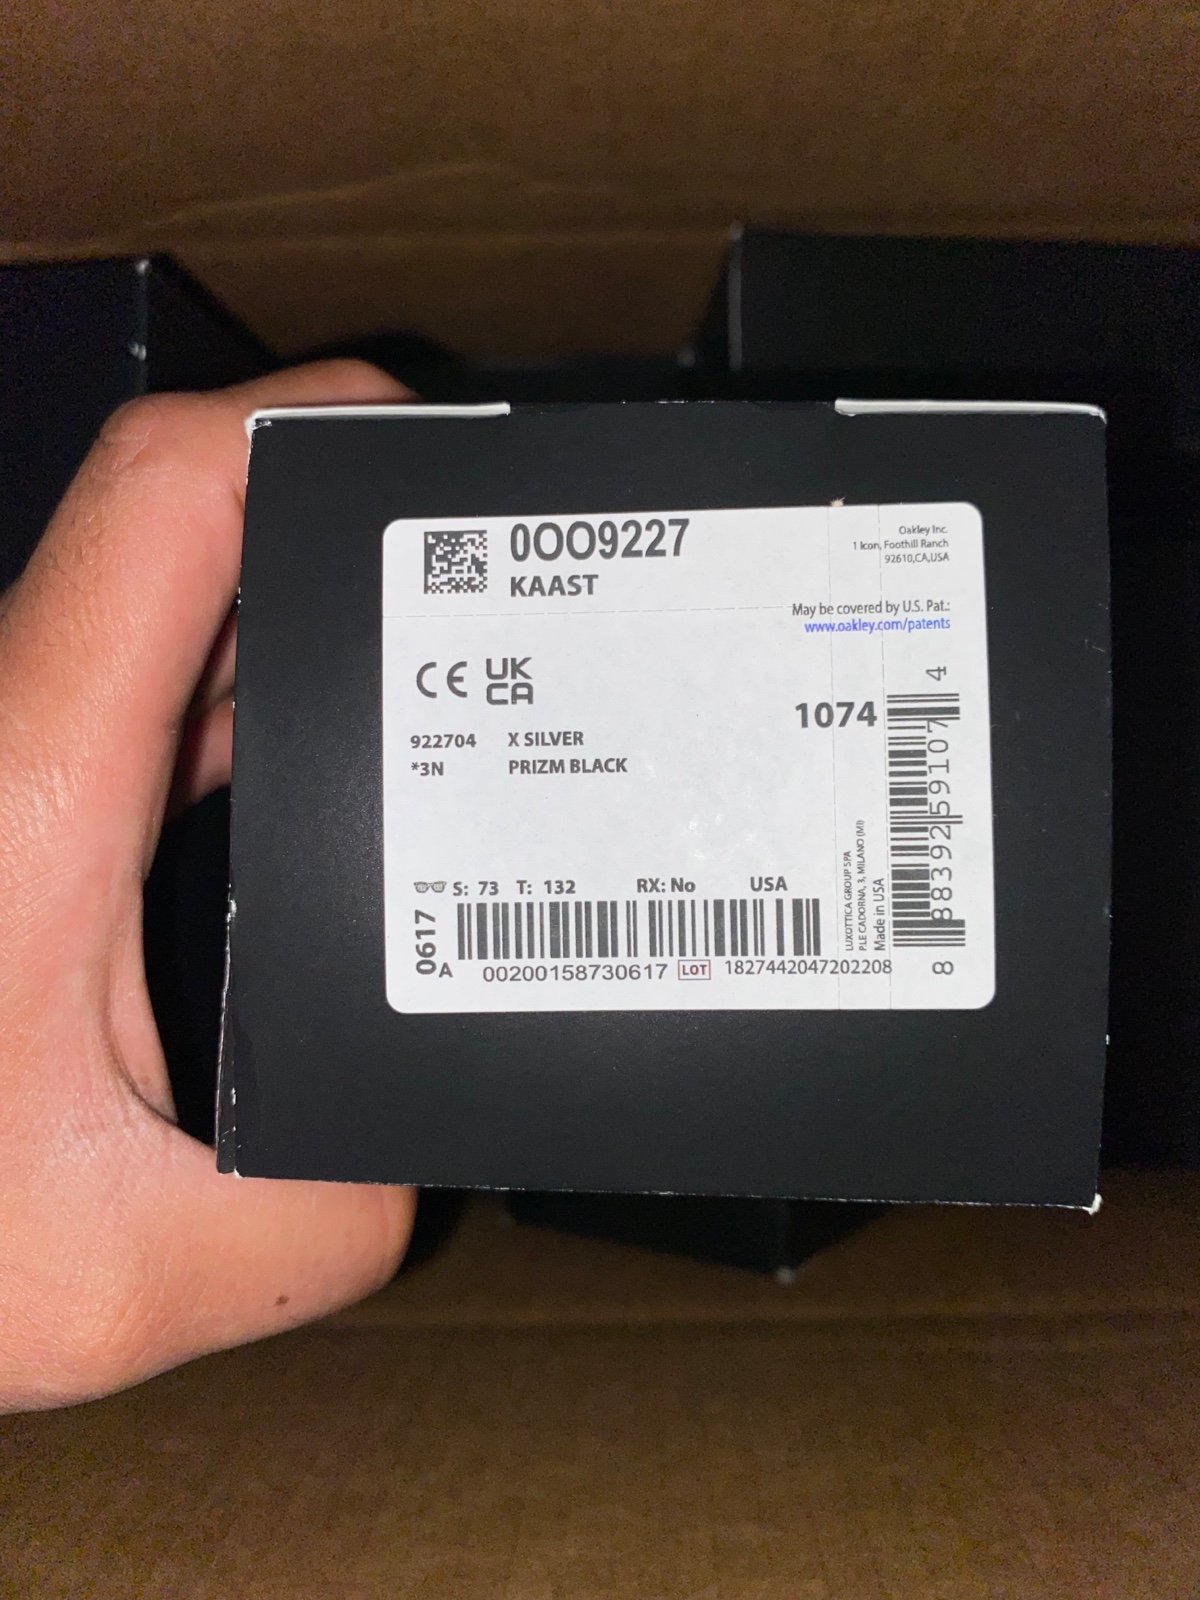 0OO9227
KAAST
Oakley Inc.
1 Icon, Foothill Ranch
92610,CA,USA
May be covered by U.S. Pat.:
www.oakley.com/patents
CE UK
CA
1074
922704 X SILVER
*3N PRIZM BLACK
S: 73 T: 132 RX: No USA
0617
A
00200158730617 LOT 1827442047202208
LUXOTTICA GROUP SPA
PLE CADORNA, 3, MILANO (MI)
Made in USA
8 88392 59107 4